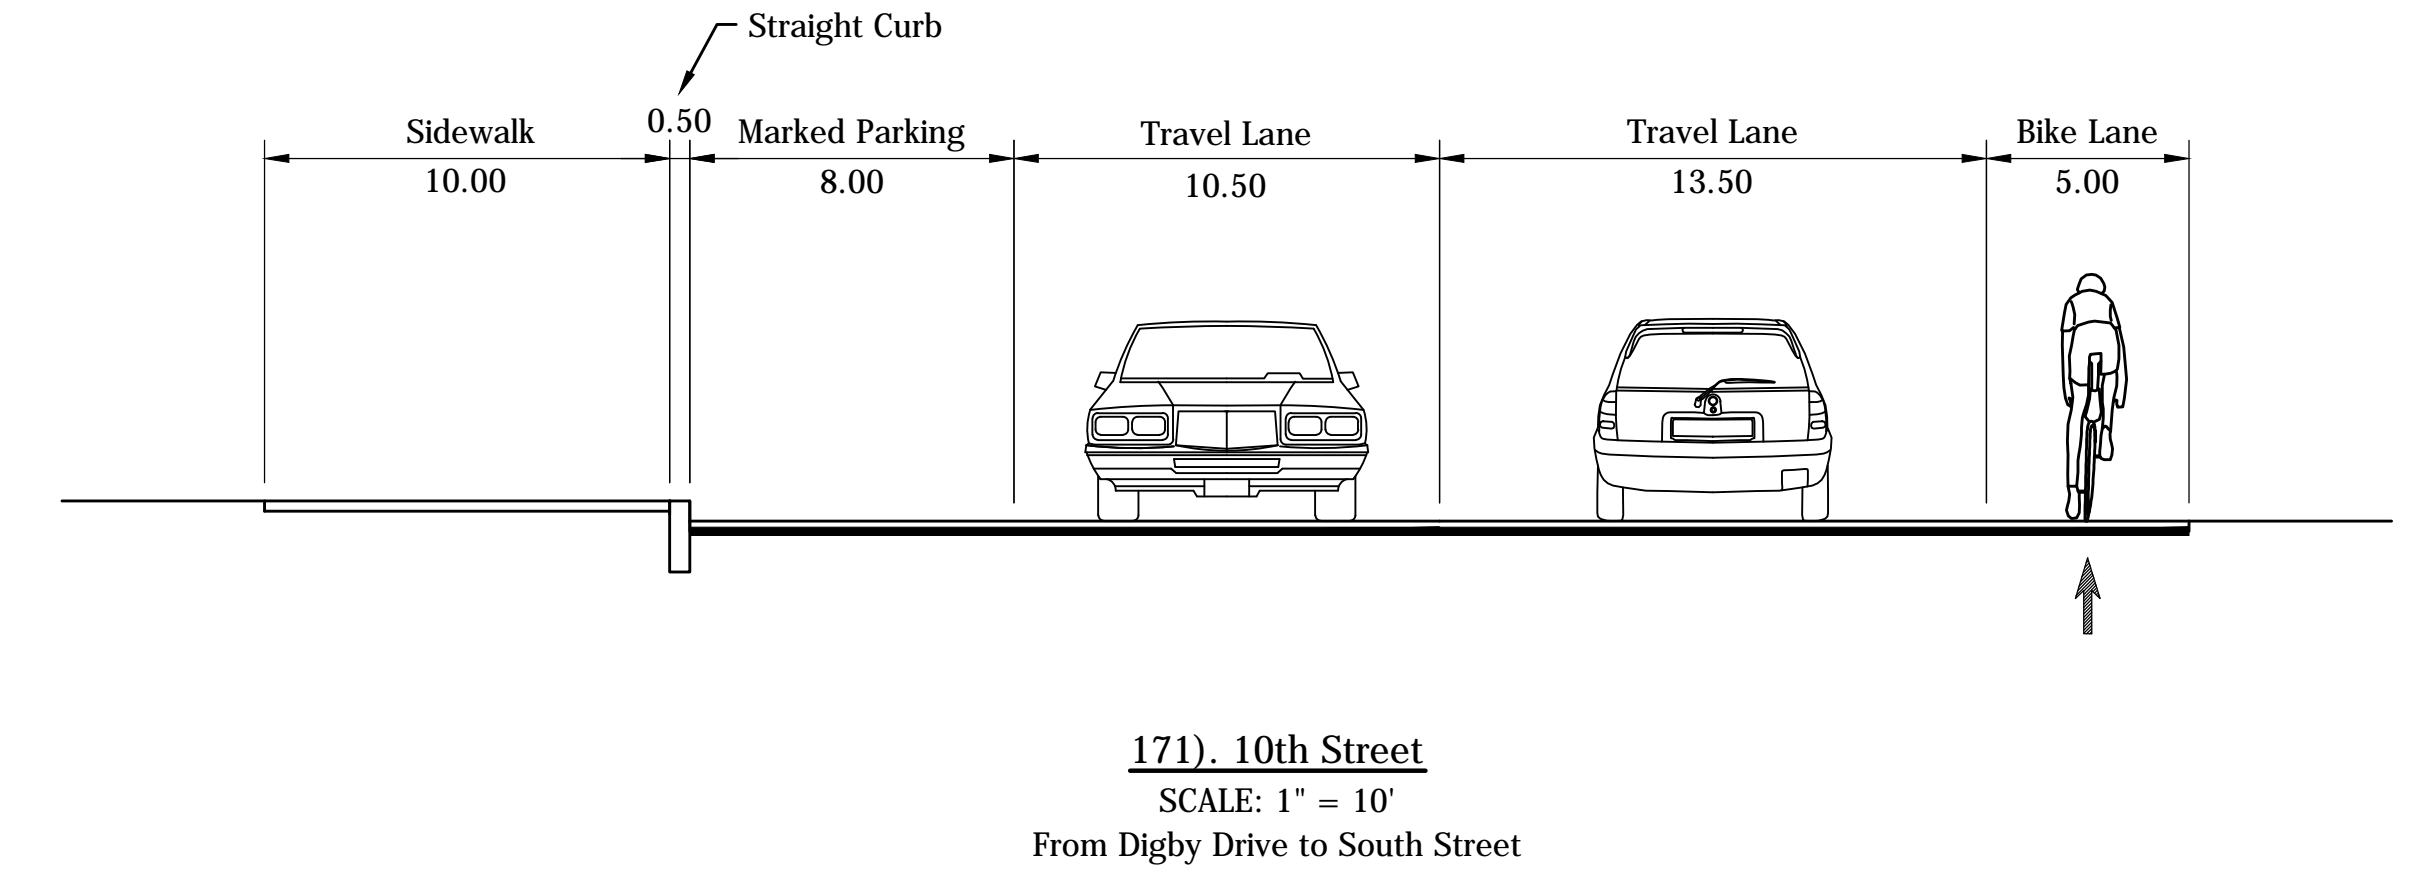 Straight Curb
Sidewalk 0.50 Marked Parking Travel Lane Travel Lane Bike Lane
10.00 8.00 10.50 13.50 5.00
171). 10th Street
SCALE: 1" = 10'
From Digby Drive to South Street